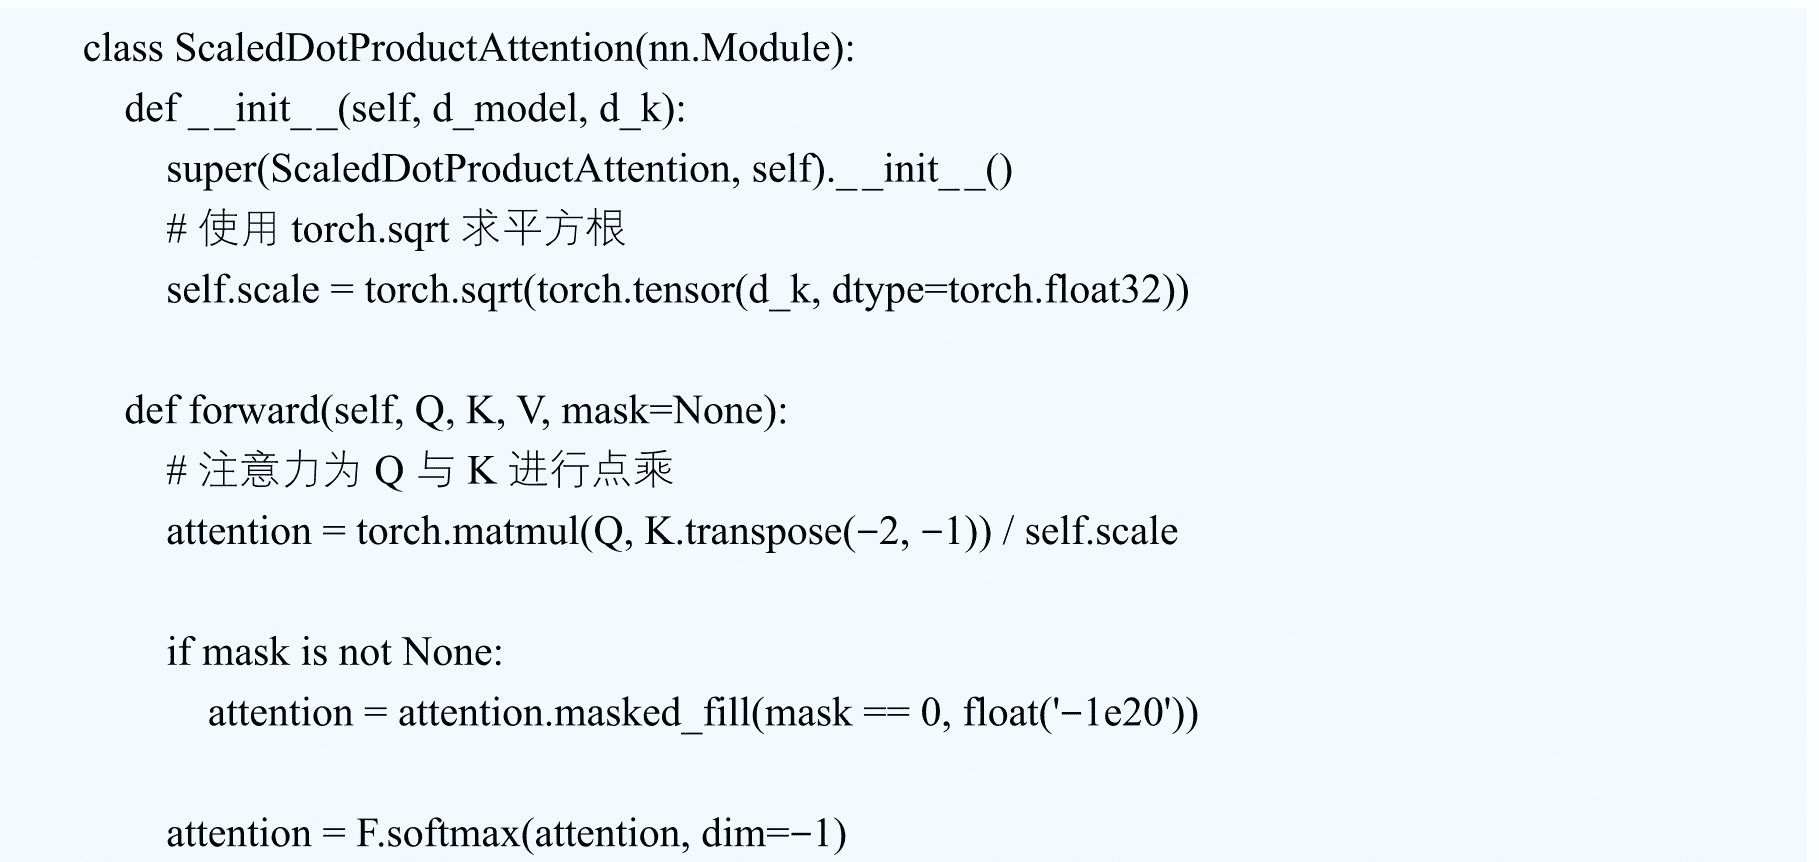 class ScaledDotProductAttention(nn.Module):
def __init__(self, d_model, d_k):
super(ScaledDotProductAttention, self).__init__()
# 使用 torch.sqrt 求平方根
self.scale = torch.sqrt(torch.tensor(d_k, dtype=torch.float32))
def forward(self, Q, K, V, mask=None):
# 注意力为 Q 与 K 进行点乘
attention = torch.matmul(Q, K.transpose(−2, −1)) / self.scale
if mask is not None:
attention = attention.masked_fill(mask == 0, float('−1e20'))
attention = F.softmax(attention, dim=−1)